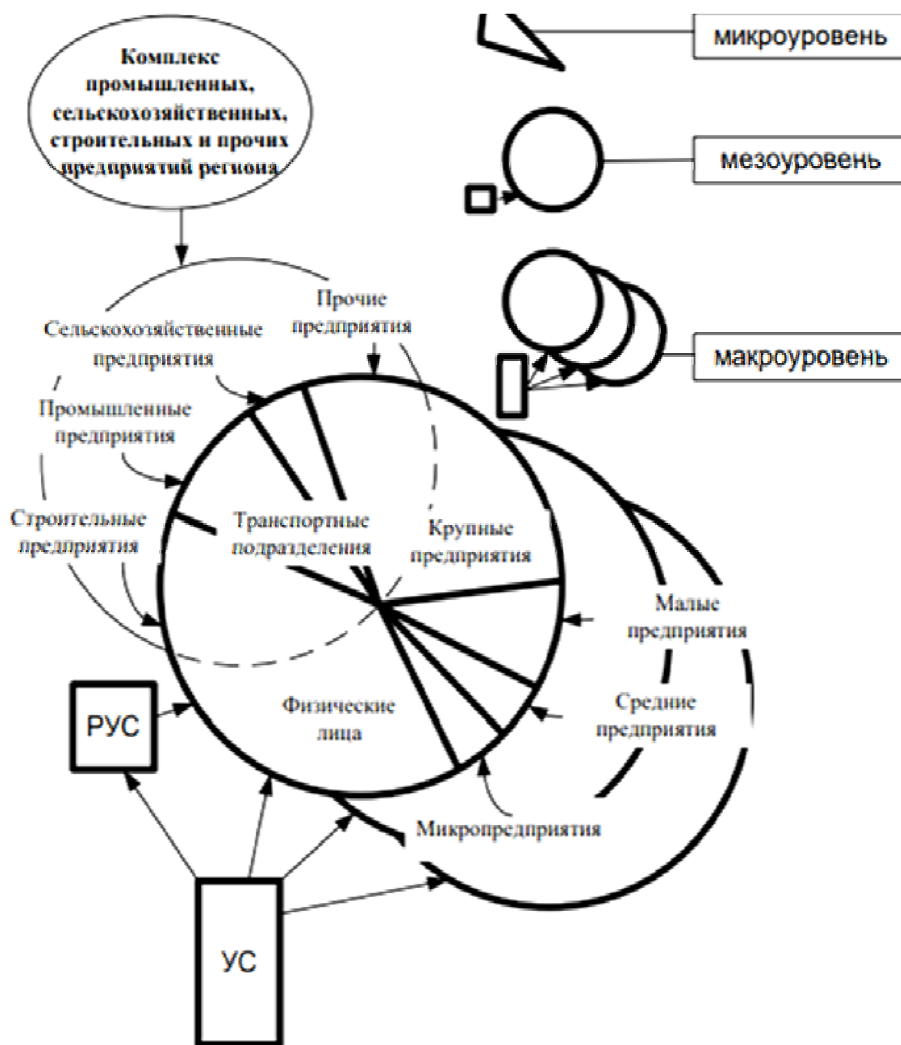 Комплекс
промышленных,
сельскохозяйственных,
строительных и прочих
предприятий региона
микроуровень
мезоуровень
макроуровень
Прочие
предприятия
Сельскохозяйственные
предприятия
Промышленные
предприятия
Строительные
предприятия
Транспортные
подразделения
Крупные
предприятия
Малые
предприятия
Средние
предприятия
Физические
лица
Микропредприятия
РУС
УС